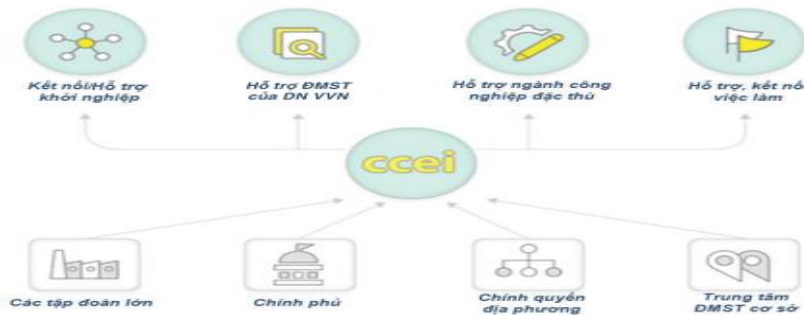 Kết nối/Hỗ trợ
khởi nghiệp
Hỗ trợ ĐMST
của DN VVN
Hỗ trợ ngành công
nghiệp đặc thù
Hỗ trợ, kết nối
việc làm
ccei
Các tập đoàn lớn
Chính phủ
Chính quyền
địa phương
Trung tâm
ĐMST cơ sở